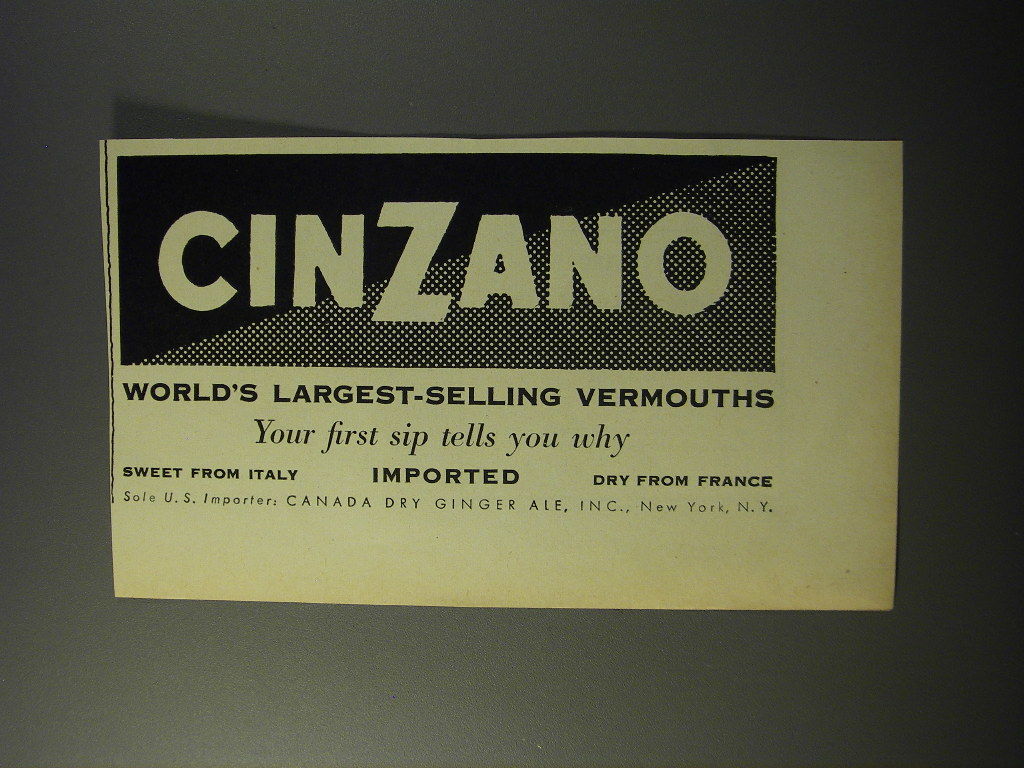 CINZANO
WORLD'S LARGEST-SELLING VERMOUTHS
Your first sip tells you why
SWEET FROM ITALY IMPORTED DRY FROM FRANCE
Sole U.S. Importer: CANADA DRY GINGER ALE, INC., New York, N.Y.